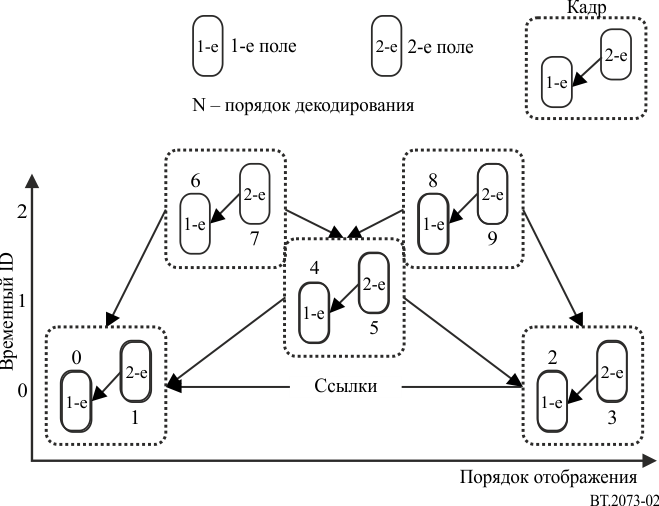 Кадр
1-е 1-е поле 2-е 2-е поле
2-е
1-е
N – порядок декодирования
Временный ID
2
1
0
6
2-е
1-е
7
8
2-е
1-е
9
4
2-е
1-е
5
0
2-е
1-е
1
Ссылки
2
2-е
1-е
3
Порядок отображения
BT.2073-02